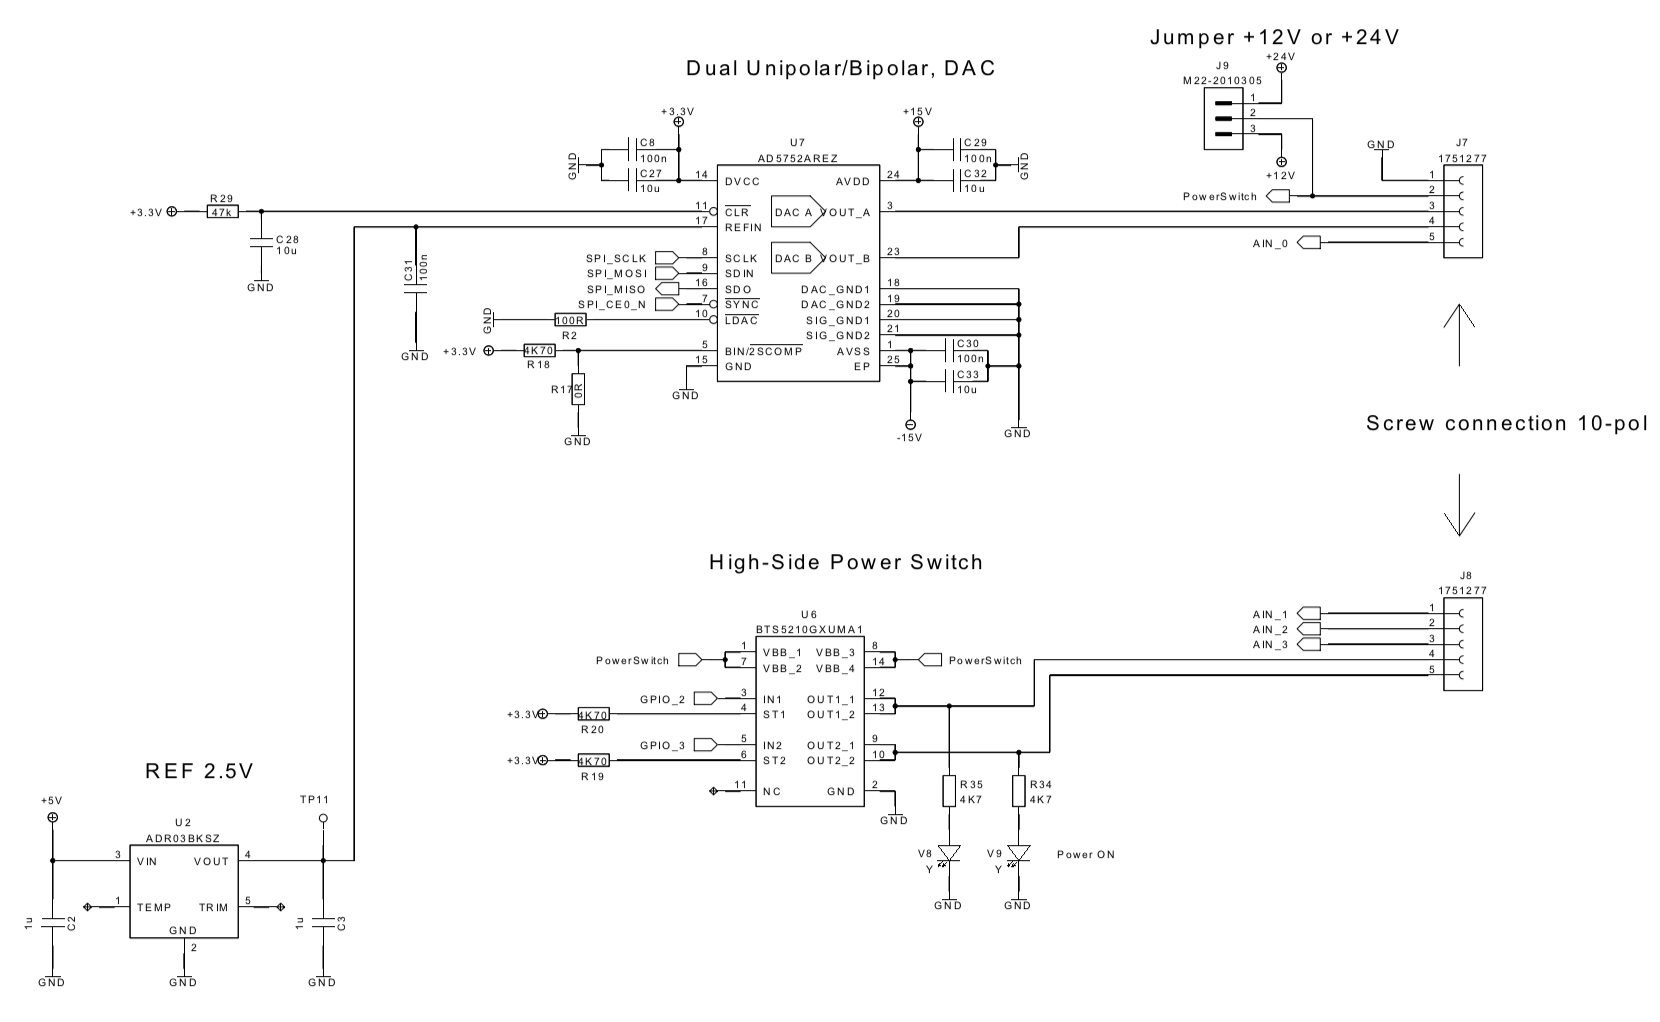 Jumper +12V or +24V
+24V
J9
M22-2010305
1
2
3
+12V
Dual Unipolar/Bipolar, DAC
+3.3V
C8
100n
C27
10u
GND
U7
AD5752AREZ
+15V
C29
100n
C32
10u
GND
14 DVCC AVDD 24
+3.3V R29 47k
C28
10u
GND
11 CLR DAC A VOUT_A 3
17 REFIN
C31
100n
GND
SPI_SCLK 8 SCLK DAC B VOUT_B 23
SPI_MOSI 9 SDIN
SPI_MISO 16 SDO DAC_GND1 18
SPI_CE0_N 7 SYNC DAC_GND2 19
GND 100R 10 LDAC SIG_GND1 20
R2
SIG_GND2 21
+3.3V 4K70 5 BIN/2SCOMP AVSS 1
R18
15 GND EP 25
GND
R17 0R
GND
C30
100n
C33
10u
-15V
GND
GND
J7
1751277
1
PowerSwitch 2
3
4
AIN_0 5
Screw connection 10-pol
High-Side Power Switch
U6
BTS5210GXUMA1
PowerSwitch
1 VBB_1 VBB_3 8
7 VBB_2 VBB_4 14
PowerSwitch
GPIO_2 3 IN1 OUT1_1 12
+3.3V 4K70 4 ST1 OUT1_2 13
R20
GPIO_3 5 IN2 OUT2_1 9
+3.3V 4K70 6 ST2 OUT2_2 10
R19
11 NC GND 2
GND
R35
4K7
R34
4K7
V8
Y
V9
Y
Power ON
GND
GND
J8
1751277
AIN_1 1
AIN_2 2
AIN_3 3
4
5
REF 2.5V
+5V
TP11
U2
ADR03BKSZ
3 VIN VOUT 4
1 TEMP TRIM 5
GND
2
1u
C2
1u
C3
GND
GND
GND